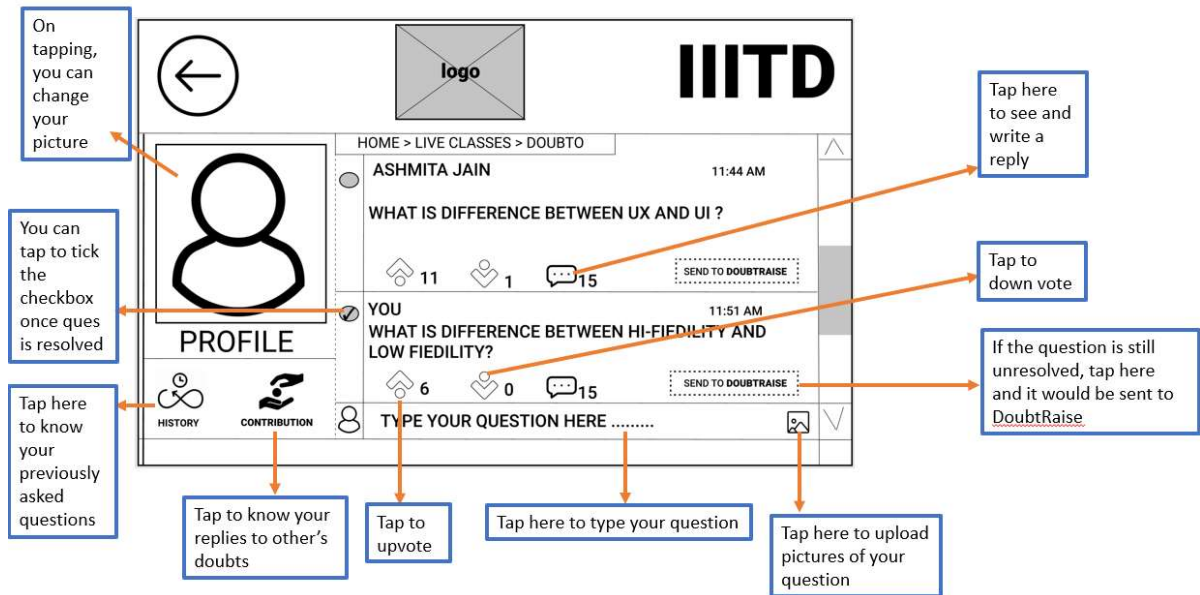 On
tapping,
you can
change
your
picture
logo
IIITD
Tap here
to see and
write a
reply
HOME > LIVE CLASSES > DOUBTO
ASHMITA JAIN
11:44 AM
WHAT IS DIFFERENCE BETWEEN UX AND UI ?
11
1
15
SEND TO DOUBTRAISE
You can
tap to tick
the
checkbox
once ques
is resolved
Tap to
down vote
PROFILE
YOU
11:51 AM
WHAT IS DIFFERENCE BETWEEN HI-FIEDILITY AND
LOW FIEDILITY?
6
0
15
SEND TO DOUBTRAISE
If the question is still
unresolved, tap here
and it would be sent to
DoubtRaise
Tap here
to know
your
previously
asked
questions
HISTORY
CONTRIBUTION
TYPE YOUR QUESTION HERE .........
Tap to know your
replies to other's
doubts
Tap to
upvote
Tap here to type your question
Tap here to upload
pictures of your
question